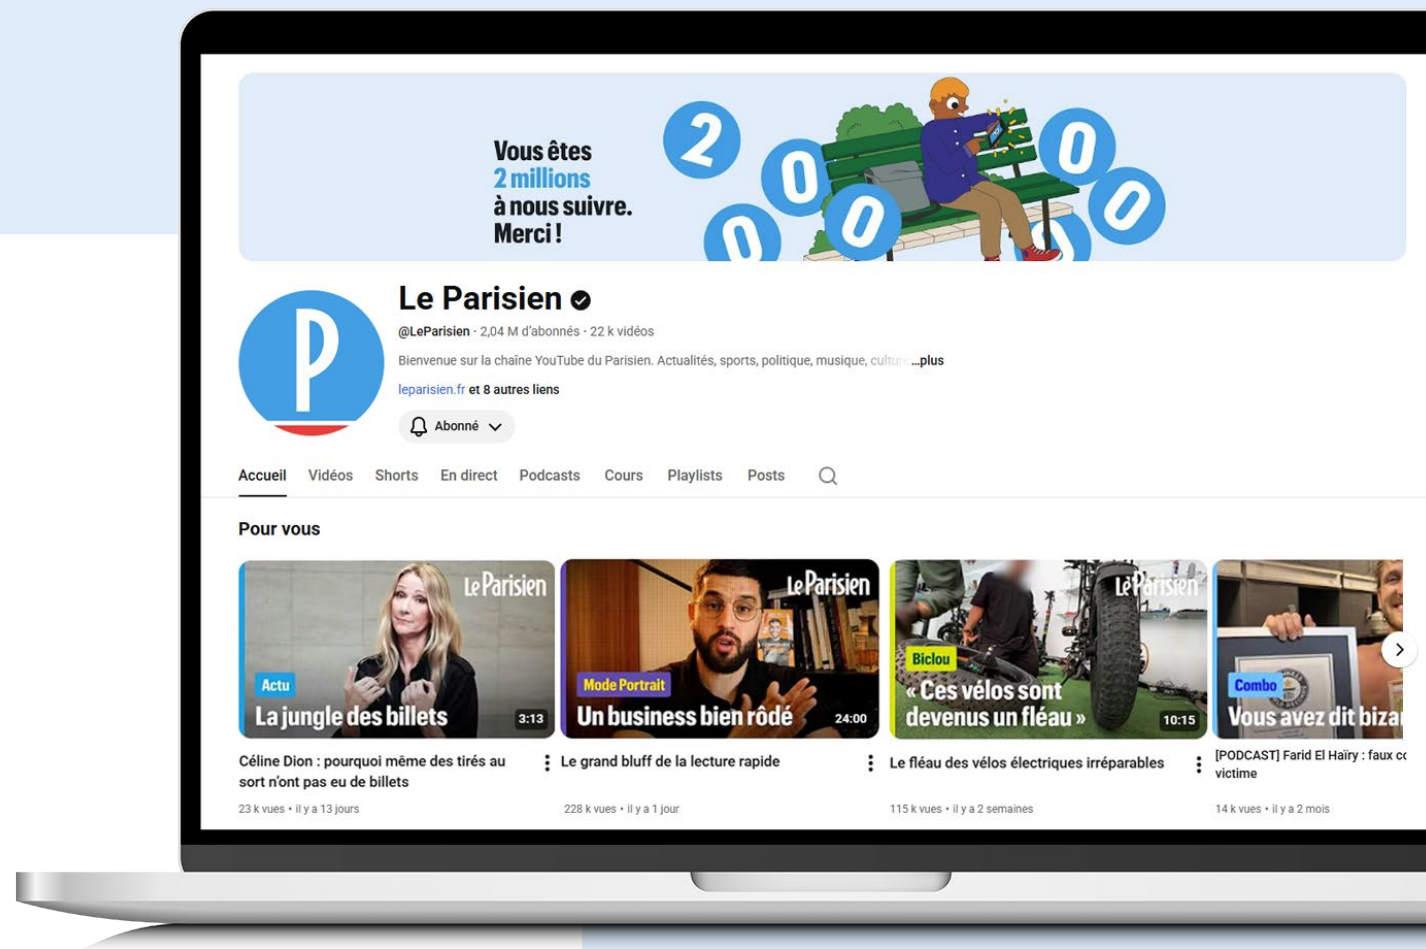 Vous êtes
2 millions
à nous suivre.
Merci !
2 000 000
P
Le Parisien
@LeParisien · 2,04 M d'abonnés · 22 k vidéos
Bienvenue sur la chaîne YouTube du Parisien. Actualités, sports, politique, musique, culture ...plus
leparisien.fr et 8 autres liens
Abonné
Accueil Vidéos Shorts En direct Podcasts Cours Playlists Posts
Pour vous
Le Parisien
Actu
La jungle des billets
3:13
Céline Dion : pourquoi même des tirés au
sort n'ont pas eu de billets
23 k vues • il y a 13 jours
Le Parisien
Mode Portrait
Un business bien rôdé
24:00
Le grand bluff de la lecture rapide
228 k vues • il y a 1 jour
Le Parisien
Biclou
« Ces vélos sont
devenus un fléau »
10:15
Le fléau des vélos électriques irréparables
115 k vues • il y a 2 semaines
Combo
Vous avez dit biza
[PODCAST] Farid El Haïry : faux co
victime
14 k vues • il y a 2 mois